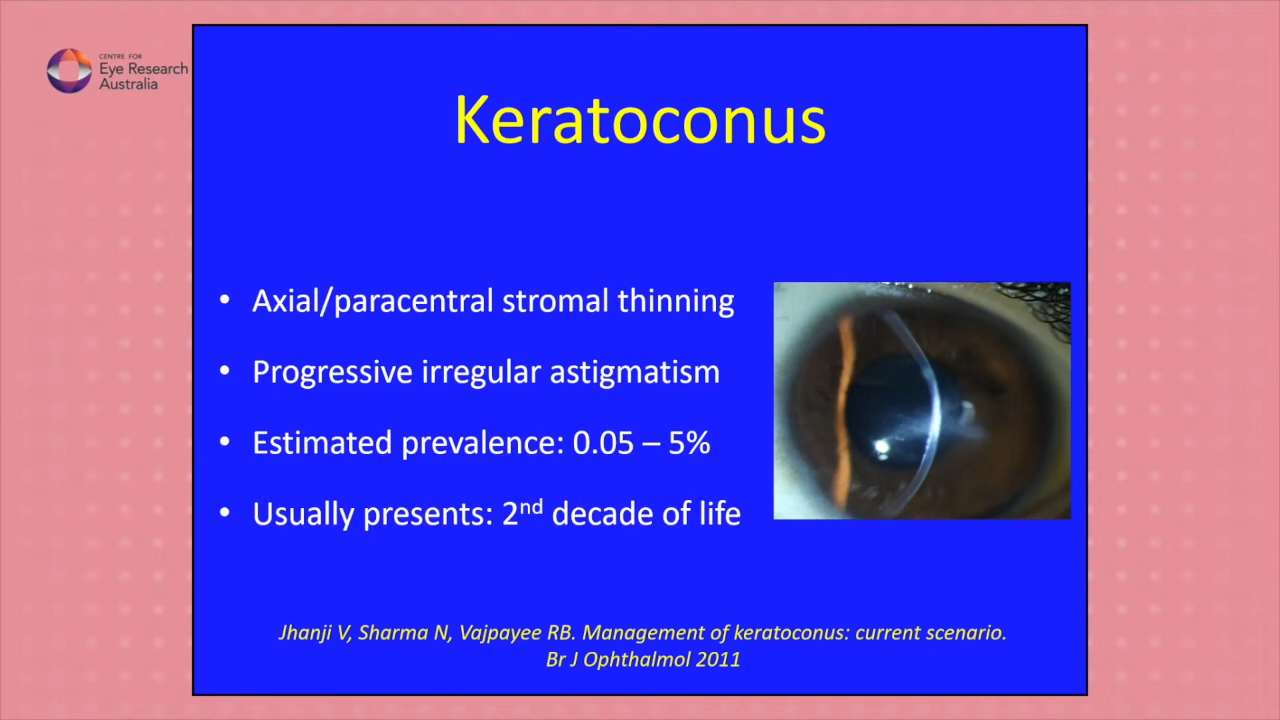 CENTRE FOR
Eye Research
Australia
Keratoconus
• Axial/paracentral stromal thinning
• Progressive irregular astigmatism
• Estimated prevalence: 0.05 – 5%
• Usually presents: 2nd decade of life
Jhanji V, Sharma N, Vajpayee RB. Management of keratoconus: current scenario.
Br J Ophthalmol 2011